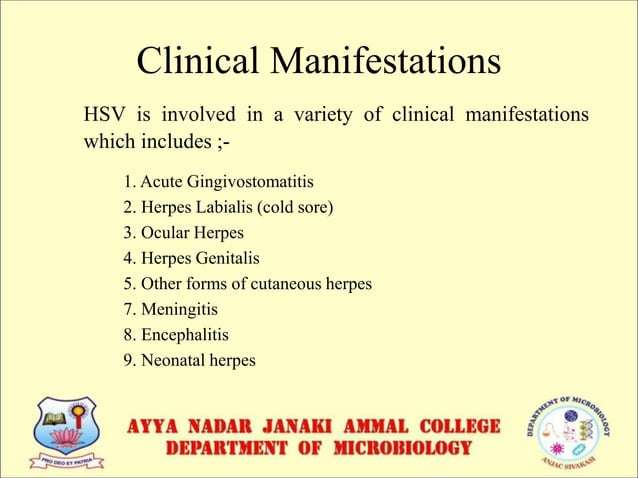 Clinical Manifestations
HSV is involved in a variety of clinical manifestations
which includes ;-
1. Acute Gingivostomatitis
2. Herpes Labialis (cold sore)
3. Ocular Herpes
4. Herpes Genitalis
5. Other forms of cutaneous herpes
7. Meningitis
8. Encephalitis
9. Neonatal herpes
AYYA NADAR JANAKI AMMAL COLLEGE
DEPARTMENT OF MICROBIOLOGY
PRO DEO ET PATRIA
DEPARTMENT OF MICROBIOLOGY
ANJAC SIVAKASI